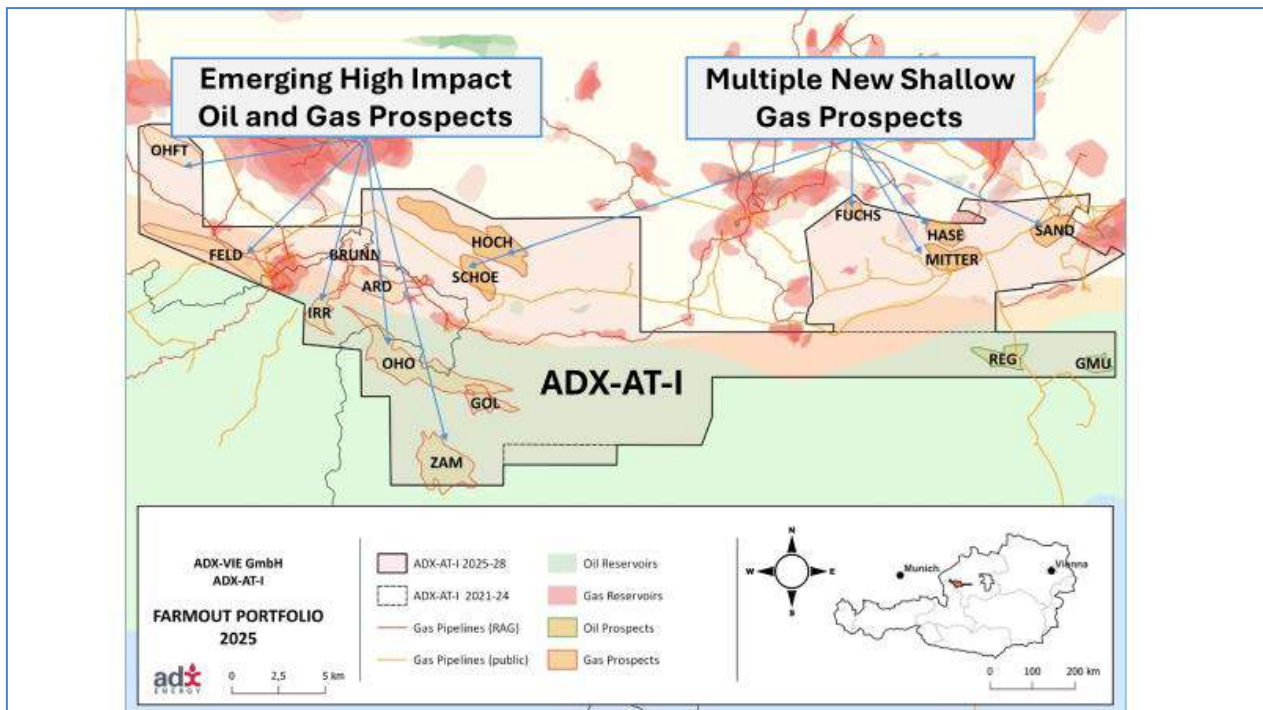 Emerging High Impact
Oil and Gas Prospects
Multiple New Shallow
Gas Prospects
OHFT
FUCHS
HOCH
HASE
SAND
FELD
BRUNN
SCHOE
MITTER
ARD
IRR
OHO
REG
GMU
ADX-AT-I
GOL
ZAM
ADX-VIE GmbH
ADX-AT-I
FARMOUT PORTFOLIO
2025
adx
ENERGY
0 2,5 5 km
ADX-AT-I 2025-28
ADX-AT-I 2021-24
Gas Pipelines (RAG)
Gas Pipelines (public)
Oil Reservoirs
Gas Reservoirs
Oil Prospects
Gas Prospects
N
W E
S
Munich
Vienna
0 100 200 km